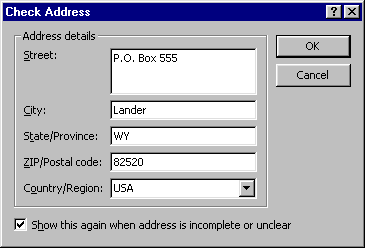 Check Address
Address details
Street: P.O. Box 555
City: Lander
State/Province: WY
ZIP/Postal code: 82520
Country/Region: USA
Show this again when address is incomplete or unclear
OK
Cancel